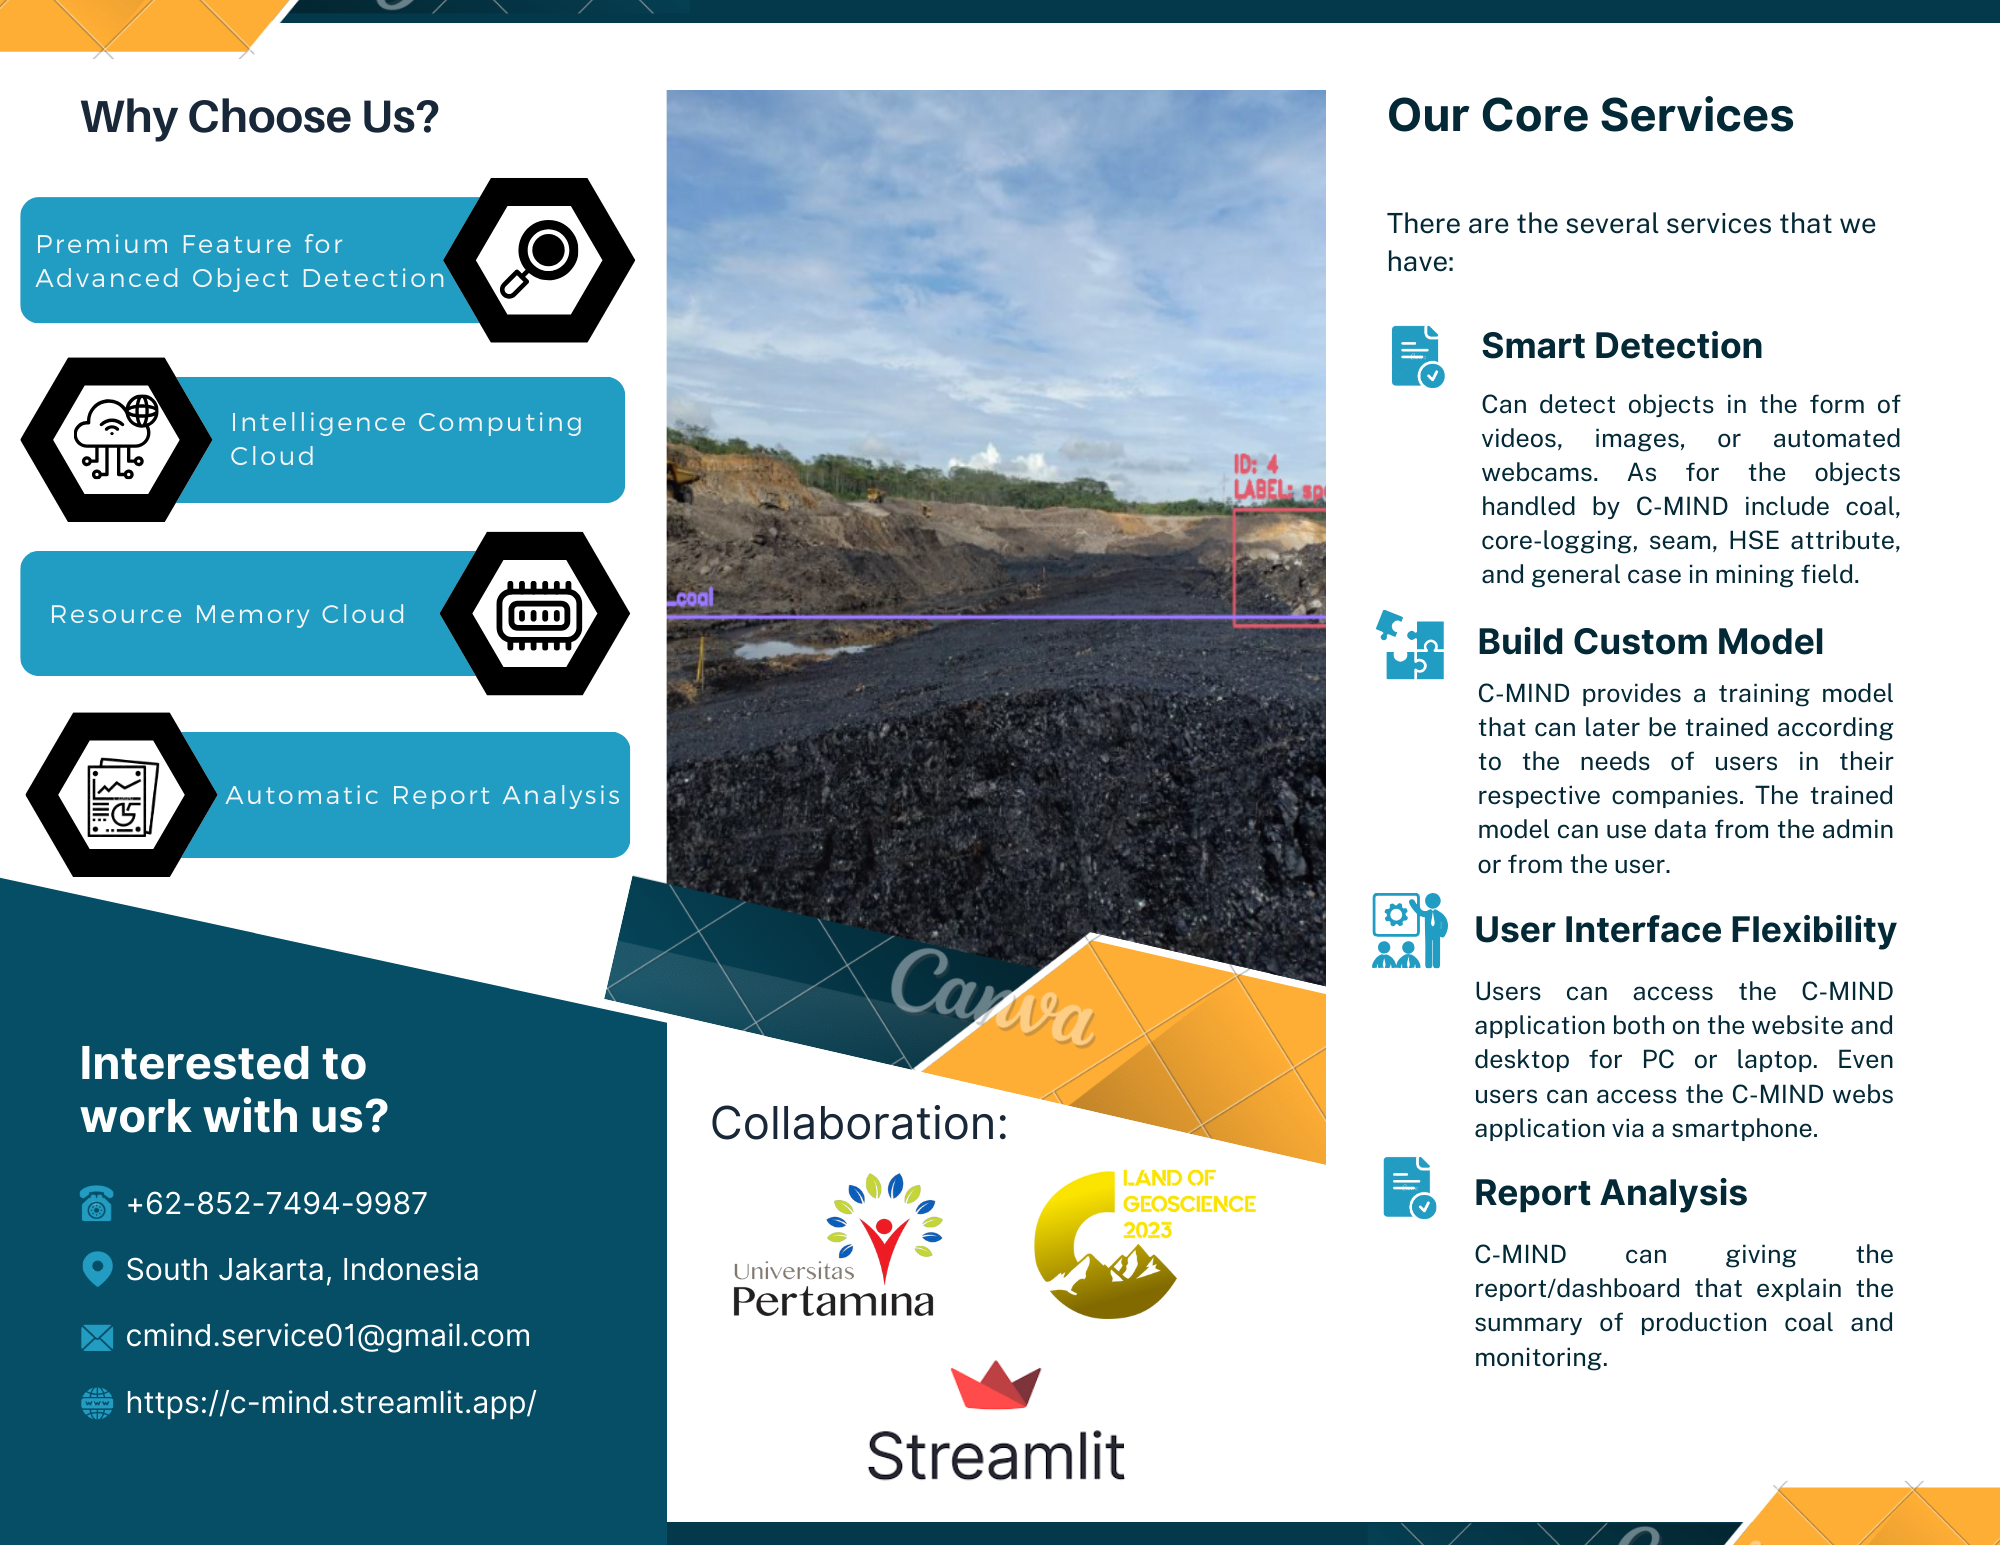 Why Choose Us?
Premium Feature for
Advanced Object Detection
Intelligence Computing
Cloud
Resource Memory Cloud
Automatic Report Analysis
Interested to
work with us?
+62-852-7494-9987
South Jakarta, Indonesia
cmind.service01@gmail.com
https://c-mind.streamlit.app/
ID: 4
LABEL:
_coal
Canva
Collaboration:
Universitas
Pertamina
LAND OF
GEOSCIENCE
2023
Streamlit
Our Core Services
There are the several services that we
have:
Smart Detection
Can detect objects in the form of
videos, images, or automated
webcams. As for the objects
handled by C-MIND include coal,
core-logging, seam, HSE attribute,
and general case in mining field.
Build Custom Model
C-MIND provides a training model
that can later be trained according
to the needs of users in their
respective companies. The trained
model can use data from the admin
or from the user.
User Interface Flexibility
Users can access the C-MIND
application both on the website and
desktop for PC or laptop. Even
users can access the C-MIND webs
application via a smartphone.
Report Analysis
C-MIND can giving the
report/dashboard that explain the
summary of production coal and
monitoring.